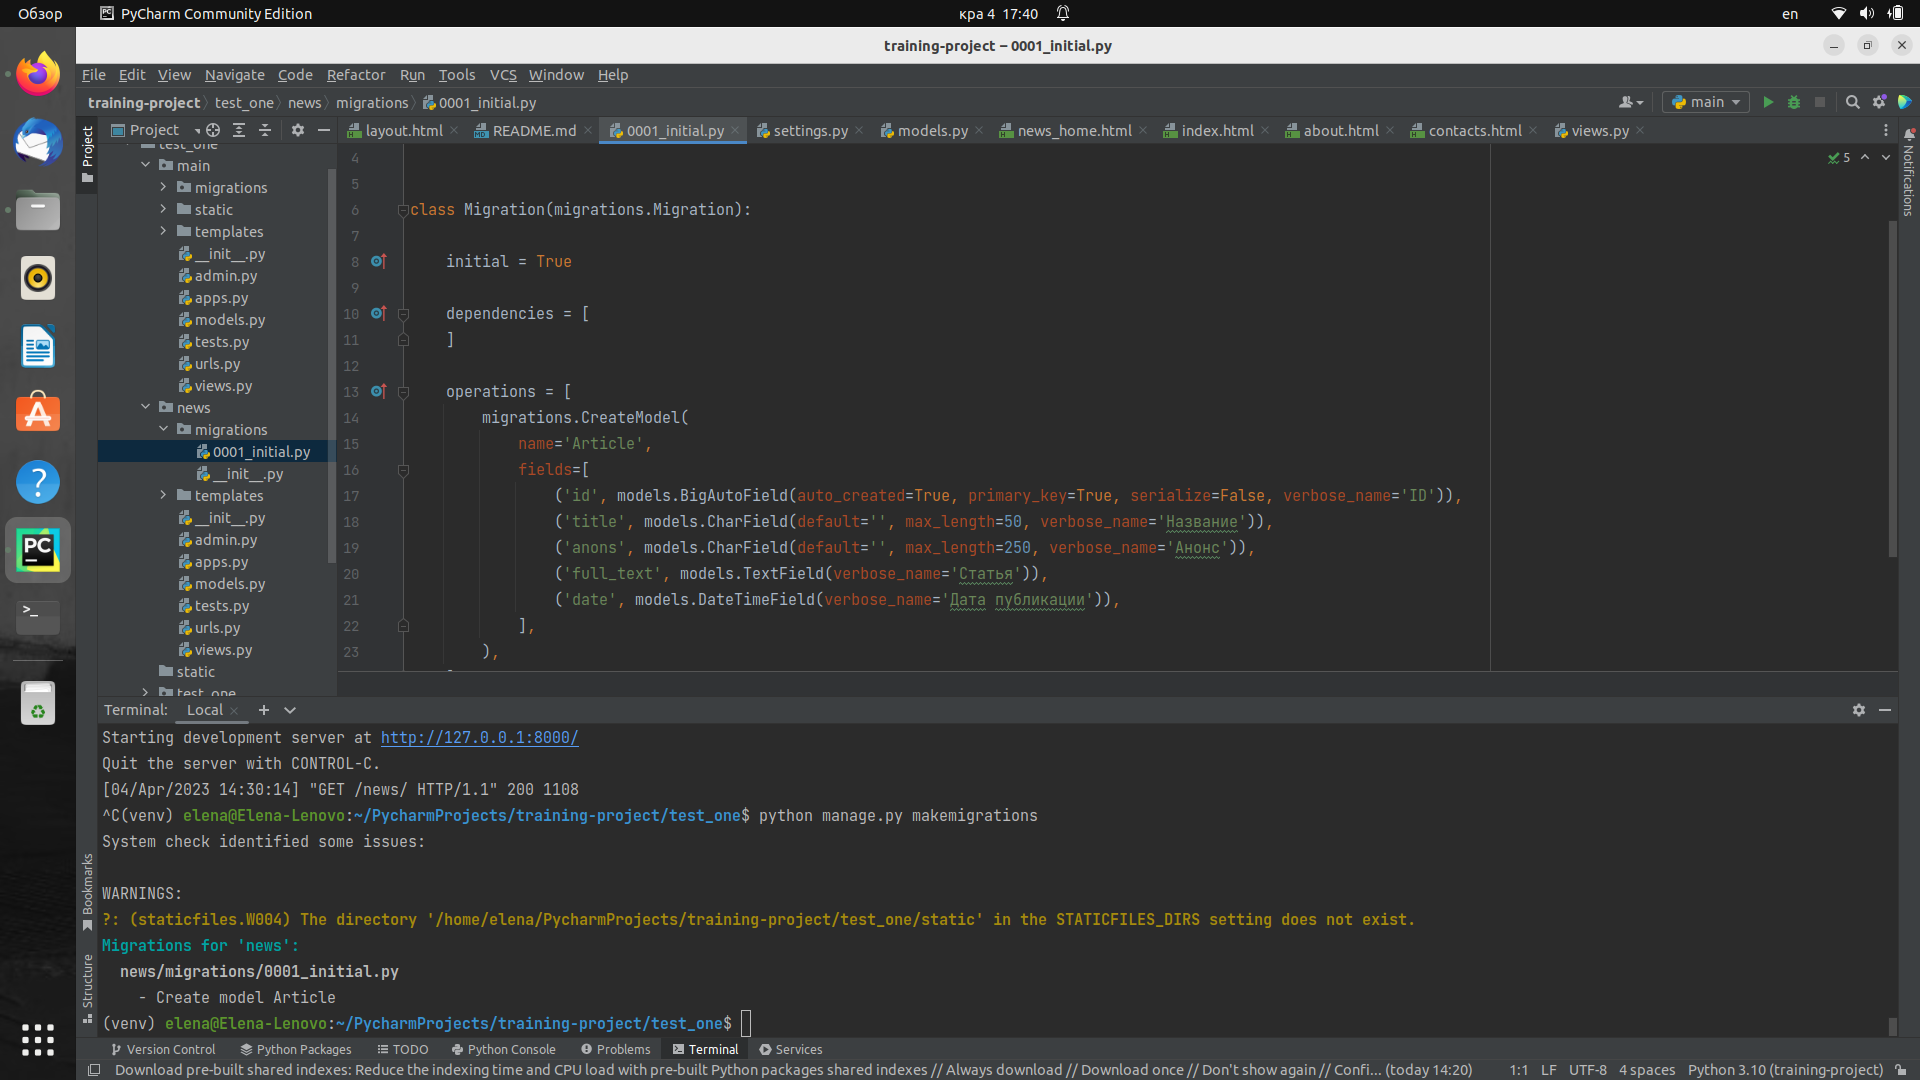 Обзор
PyCharm Community Edition
кра 4 17:40
en
training-project – 0001_initial.py
File Edit View Navigate Code Refactor Run Tools VCS Window Help
training-project test_one news migrations 0001_initial.py
main
Project
Project
layout.html README.md 0001_initial.py settings.py models.py news_home.html index.html about.html contacts.html views.py
Notifications
test_one
main
migrations
static
templates
__init__.py
admin.py
apps.py
models.py
tests.py
urls.py
views.py
news
migrations
0001_initial.py
__init__.py
templates
__init__.py
admin.py
apps.py
models.py
tests.py
urls.py
views.py
static
test_one
5
4
5
6 class Migration(migrations.Migration):
7
8 initial = True
9
10 dependencies = [
11 ]
12
13 operations = [
14 migrations.CreateModel(
15 name='Article',
16 fields=[
17 ('id', models.BigAutoField(auto_created=True, primary_key=True, serialize=False, verbose_name='ID')),
18 ('title', models.CharField(default='', max_length=50, verbose_name='Название')),
19 ('anons', models.CharField(default='', max_length=250, verbose_name='Анонс')),
20 ('full_text', models.TextField(verbose_name='Статья')),
21 ('date', models.DateTimeField(verbose_name='Дата публикации')),
22 ],
23 ),
Terminal: Local
Starting development server at http://127.0.0.1:8000/
Quit the server with CONTROL-C.
[04/Apr/2023 14:30:14] "GET /news/ HTTP/1.1" 200 1108
^C(venv) elena@Elena-Lenovo:~/PycharmProjects/training-project/test_one$ python manage.py makemigrations
System check identified some issues:
WARNINGS:
?: (staticfiles.W004) The directory '/home/elena/PycharmProjects/training-project/test_one/static' in the STATICFILES_DIRS setting does not exist.
Migrations for 'news':
news/migrations/0001_initial.py
- Create model Article
(venv) elena@Elena-Lenovo:~/PycharmProjects/training-project/test_one$
Bookmarks
Structure
Version Control Python Packages TODO Python Console Problems Terminal Services
Download pre-built shared indexes: Reduce the indexing time and CPU load with pre-built Python packages shared indexes // Always download // Download once // Don't show again // Confi... (today 14:20) 1:1 LF UTF-8 4 spaces Python 3.10 (training-project)